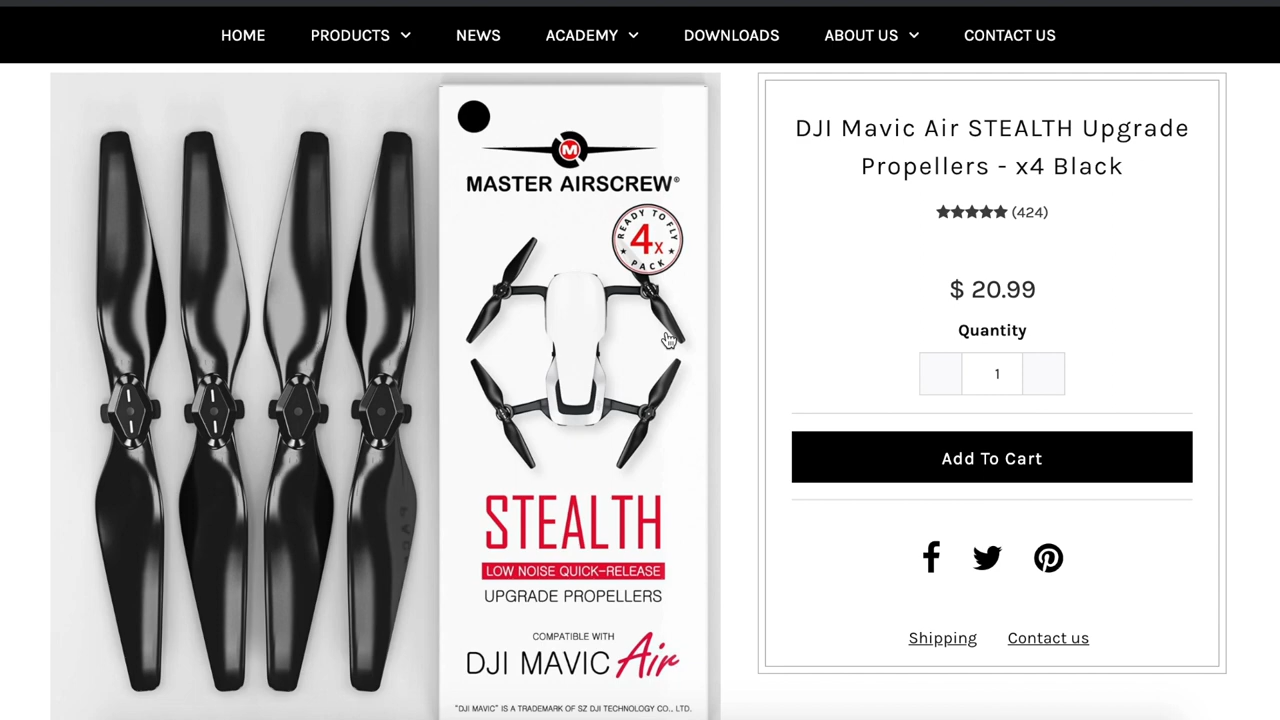 HOME PRODUCTS NEWS ACADEMY DOWNLOADS ABOUT US CONTACT US
M
MASTER AIRSCREW®
READY TO FLY
4x
PACK
STEALTH
LOW NOISE QUICK-RELEASE
UPGRADE PROPELLERS
COMPATIBLE WITH
DJI MAVIC Air
"DJI MAVIC" IS A TRADEMARK OF SZ DJI TECHNOLOGY CO., LTD.
DJI Mavic Air STEALTH Upgrade
Propellers - x4 Black
(424)
$ 20.99
Quantity
1
Add To Cart
Shipping Contact us